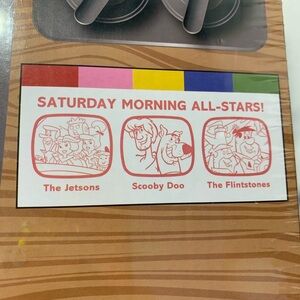 SATURDAY MORNING ALL-STARS!
The Jetsons
Scooby Doo
The Flintstones